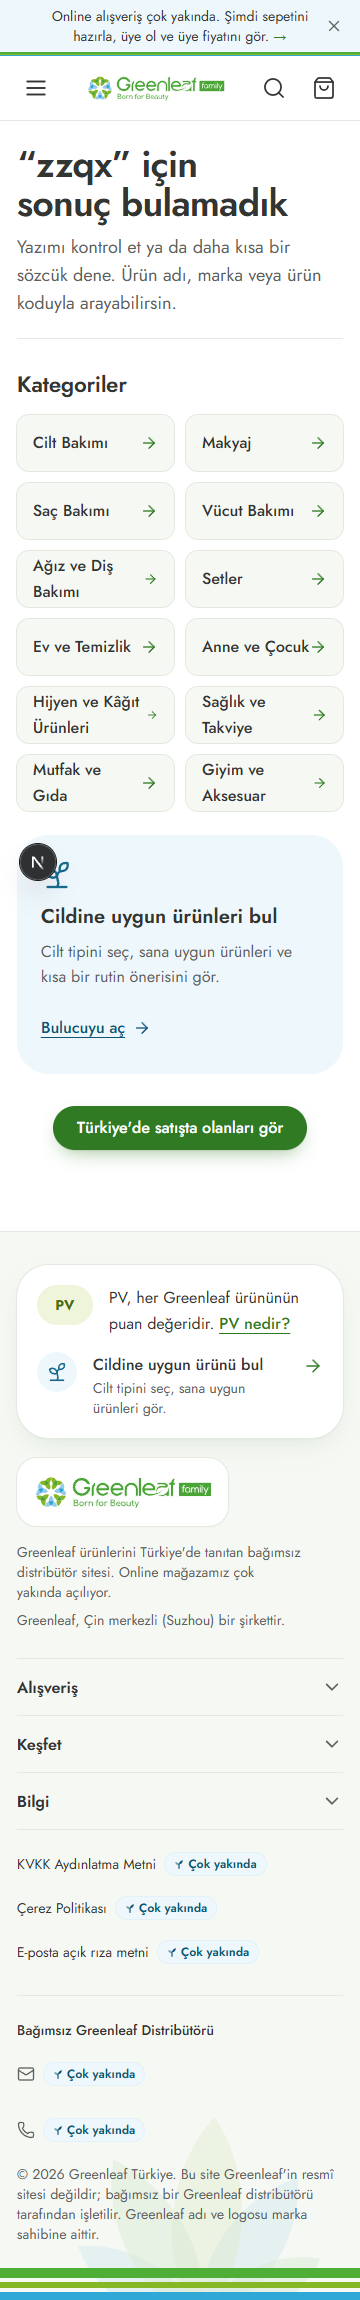 Online alışveriş çok yakında. Şimdi sepetini
hazırla, üye ol ve üye fiyatını gör. →
Greenleaf family
Born for Beauty
“zzqx” için
sonuç bulamadık
Yazımı kontrol et ya da daha kısa bir
sözcük dene. Ürün adı, marka veya ürün
koduyla arayabilirsin.
Kategoriler
Cilt Bakımı
Makyaj
Saç Bakımı
Vücut Bakımı
Ağız ve Diş
Bakımı
Setler
Ev ve Temizlik
Anne ve Çocuk
Hijyen ve Kâğıt
Ürünleri
Sağlık ve
Takviye
Mutfak ve
Gıda
Giyim ve
Aksesuar
N
Cildine uygun ürünleri bul
Cilt tipini seç, sana uygun ürünleri ve
kısa bir rutin önerisini gör.
Bulucuyu aç
Türkiye'de satışta olanları gör
PV
PV, her Greenleaf ürününün
puan değeridir. PV nedir?
Cildine uygun ürünü bul
Cilt tipini seç, sana uygun
ürünleri gör.
Greenleaf family
Born for Beauty
Greenleaf ürünlerini Türkiye'de tanıtan bağımsız
distribütör sitesi. Online mağazamız çok
yakında açılıyor.
Greenleaf, Çin merkezli (Suzhou) bir şirkettir.
Alışveriş
Keşfet
Bilgi
KVKK Aydınlatma Metni Çok yakında
Çerez Politikası Çok yakında
E-posta açık rıza metni Çok yakında
Bağımsız Greenleaf Distribütörü
Çok yakında
Çok yakında
© 2026 Greenleaf Türkiye. Bu site Greenleaf'in resmî
sitesi değildir; bağımsız bir Greenleaf distribütörü
tarafından işletilir. Greenleaf adı ve logosu marka
sahibine aittir.